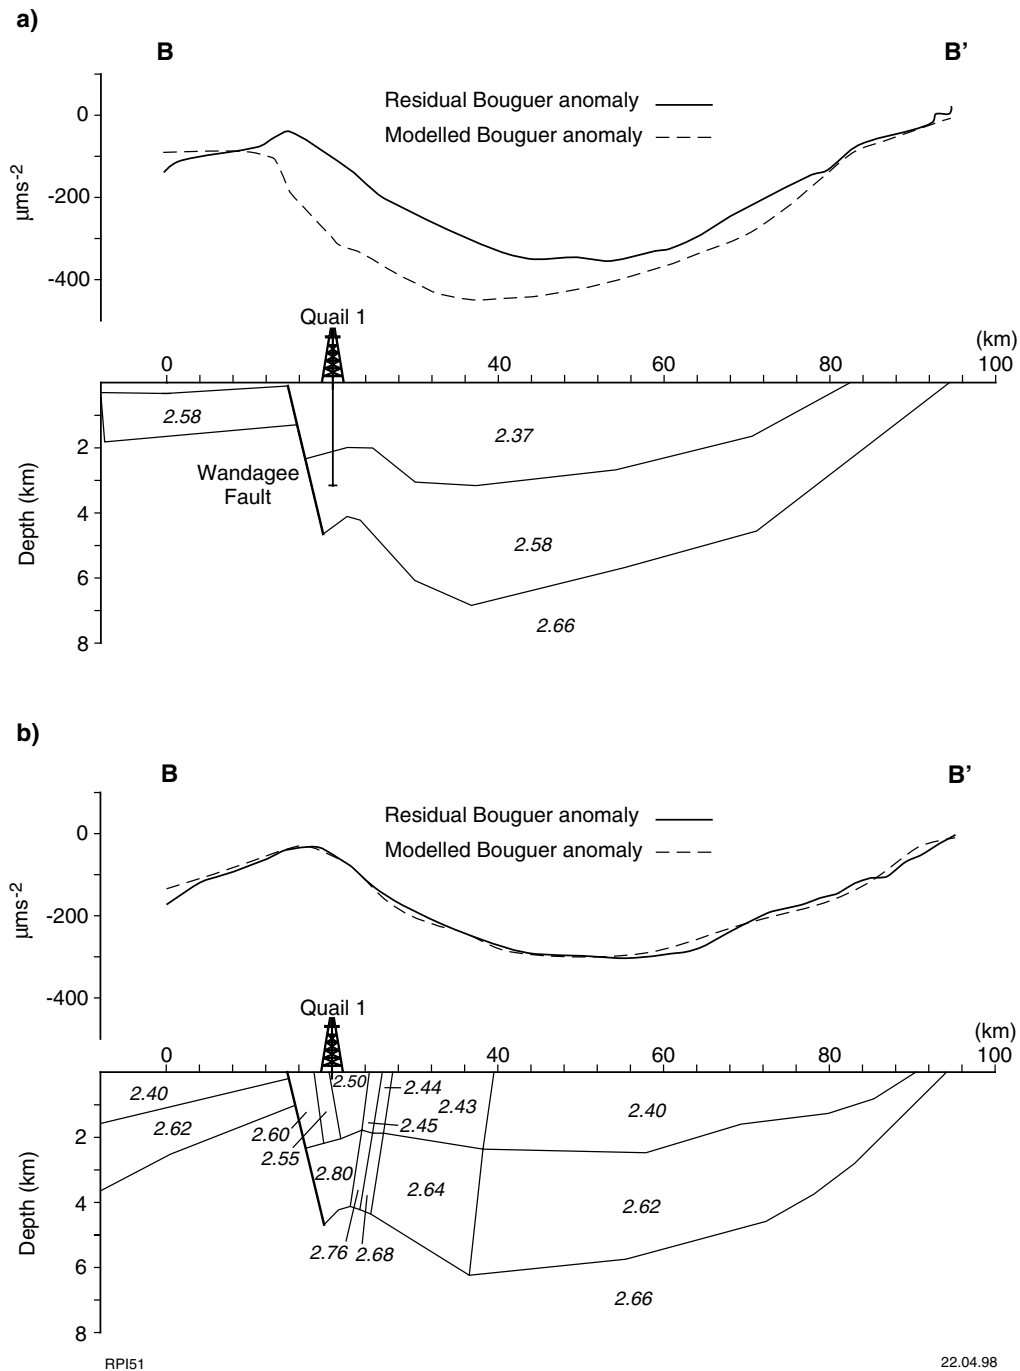 a)
B B'
Residual Bouguer anomaly
Modelled Bouguer anomaly
0
-200
-400
µms-2
Quail 1
(km)
0 40 60 80 100
2.58
2.37
Wandagee
Fault
2
4
6
8
Depth (km)
2.58
2.66
b)
B B'
Residual Bouguer anomaly
Modelled Bouguer anomaly
0
-200
-400
µms-2
Quail 1
(km)
0 40 60 80 100
2.40
2.62
2.60
2.55
2.50
2.44
2.43
2.45
2.40
2.80
2.64
2.62
2.76
2.68
2.66
2
4
6
8
Depth (km)
RPI51
22.04.98